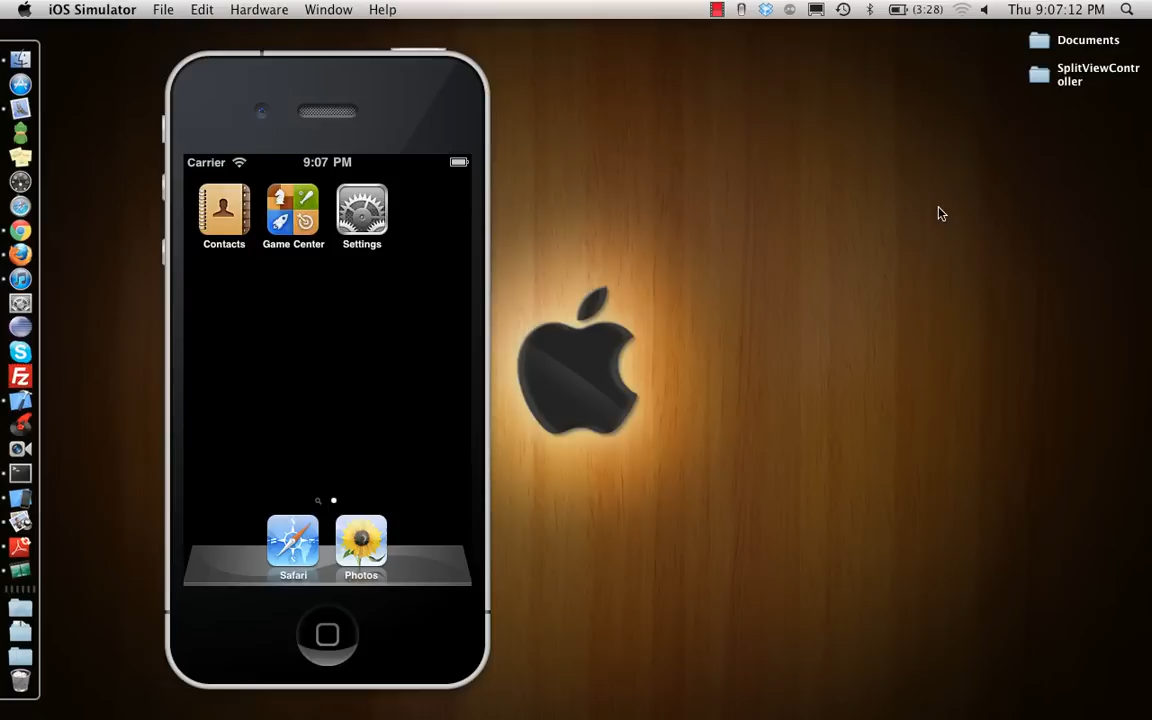 iOS Simulator File Edit Hardware Window Help (3:28) Thu 9:07:12 PM
Documents
SplitViewContr
oller
Carrier 9:07 PM
Contacts Game Center Settings
Safari Photos
Fz